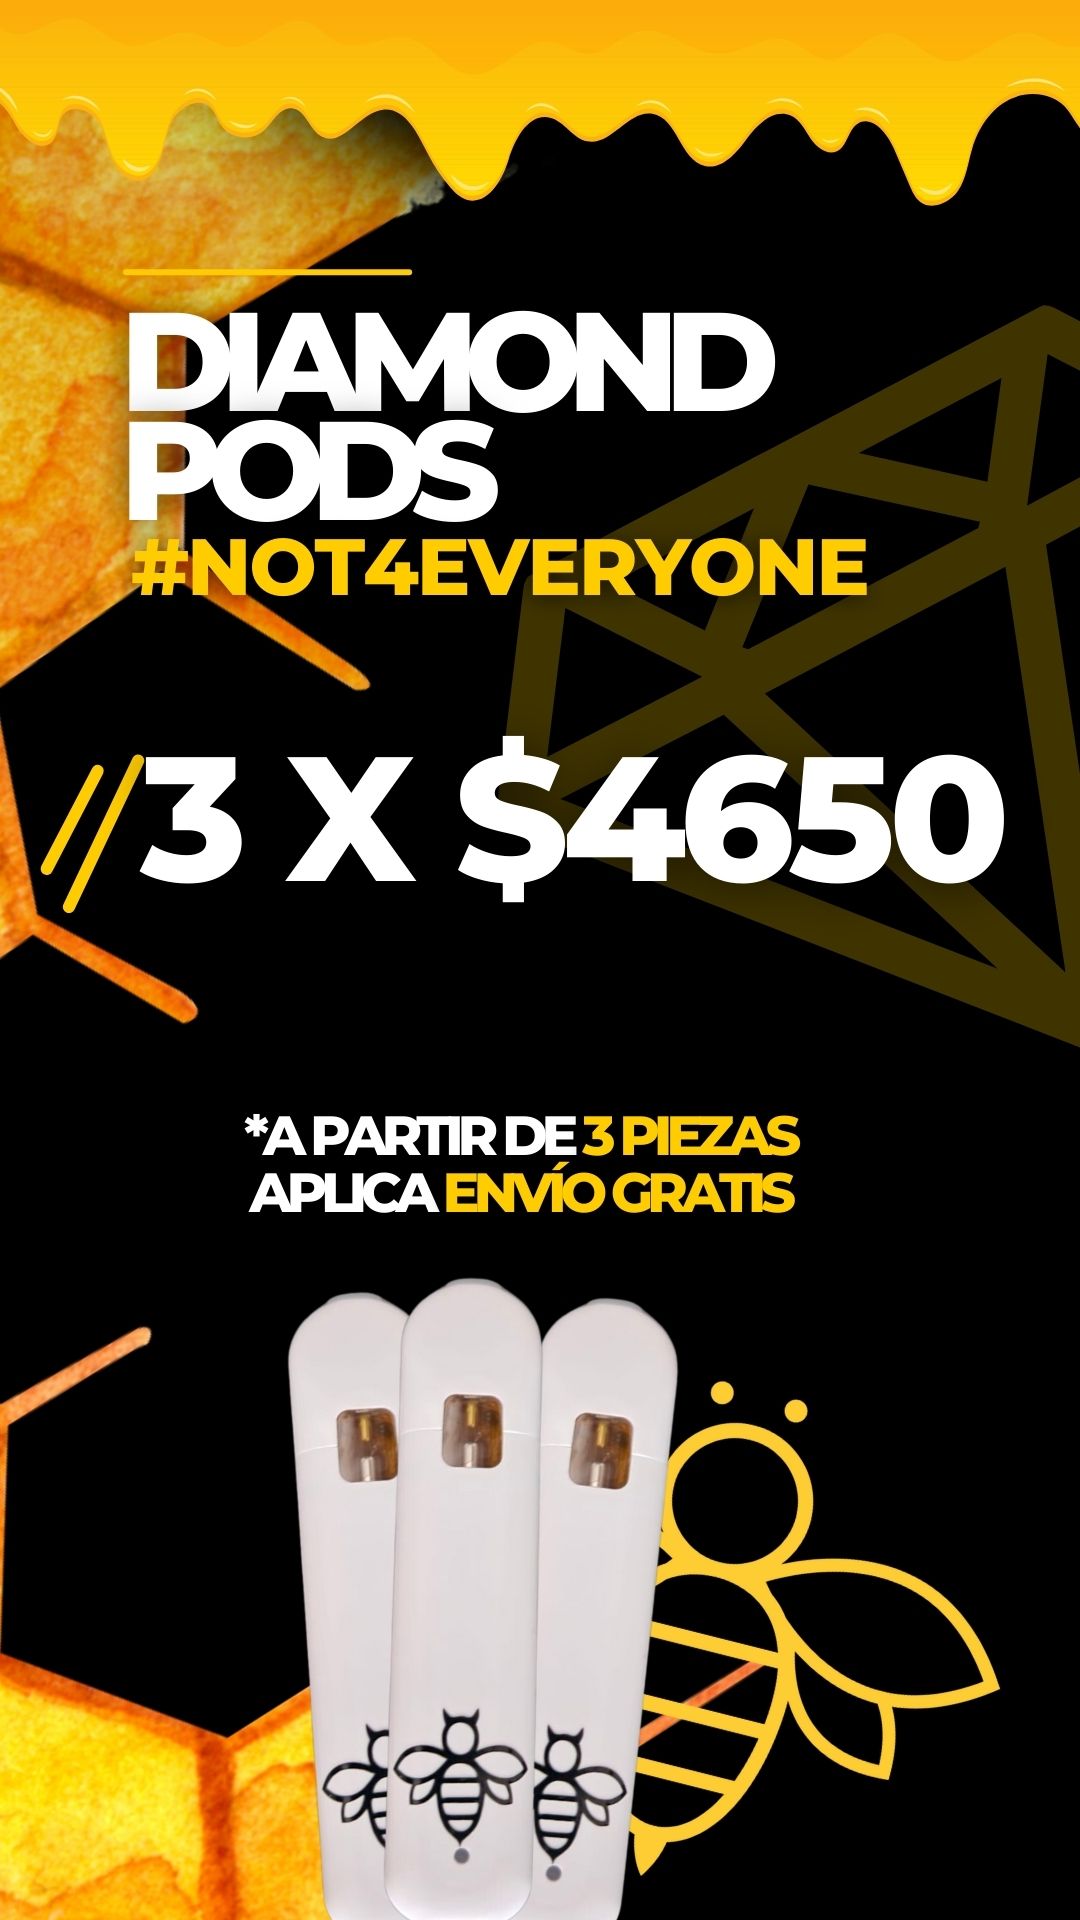 DIAMOND
PODS
#NOT4EVERYONE
//3 X $4650
*A PARTIR DE 3 PIEZAS
APLICA ENVÍO GRATIS